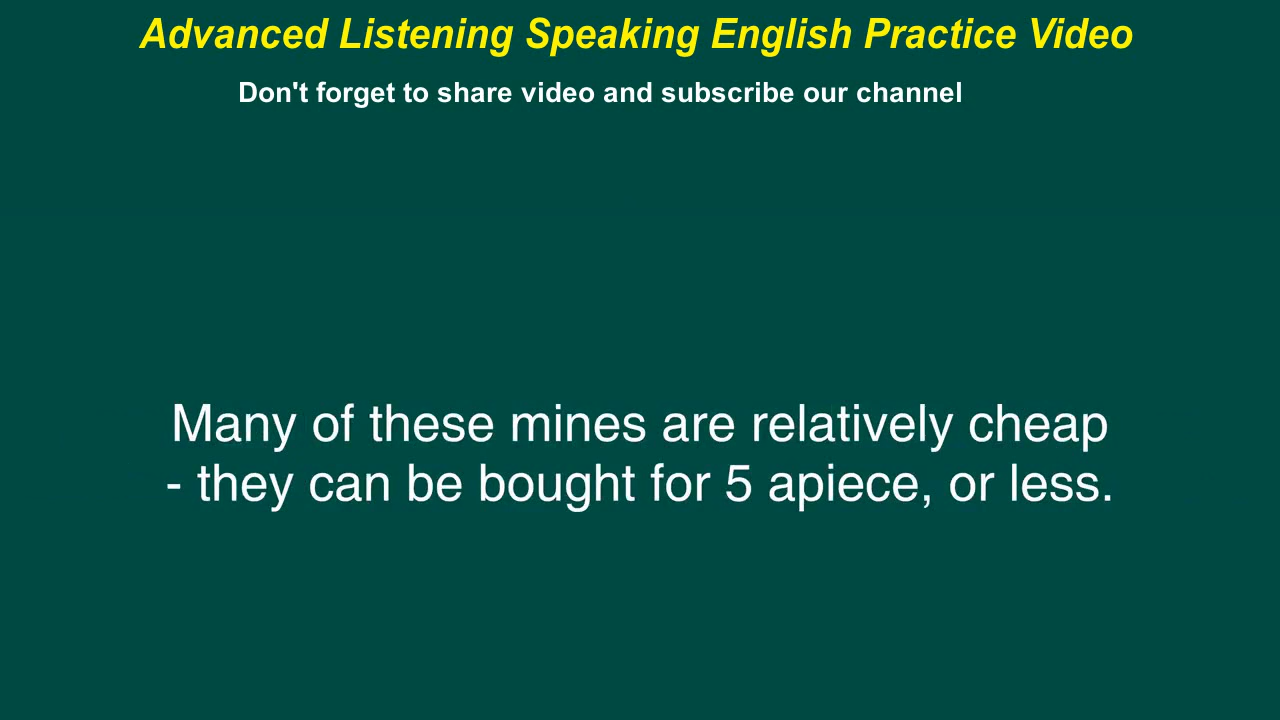 Advanced Listening Speaking English Practice Video
Don't forget to share video and subscribe our channel
Many of these mines are relatively cheap
- they can be bought for 5 apiece, or less.